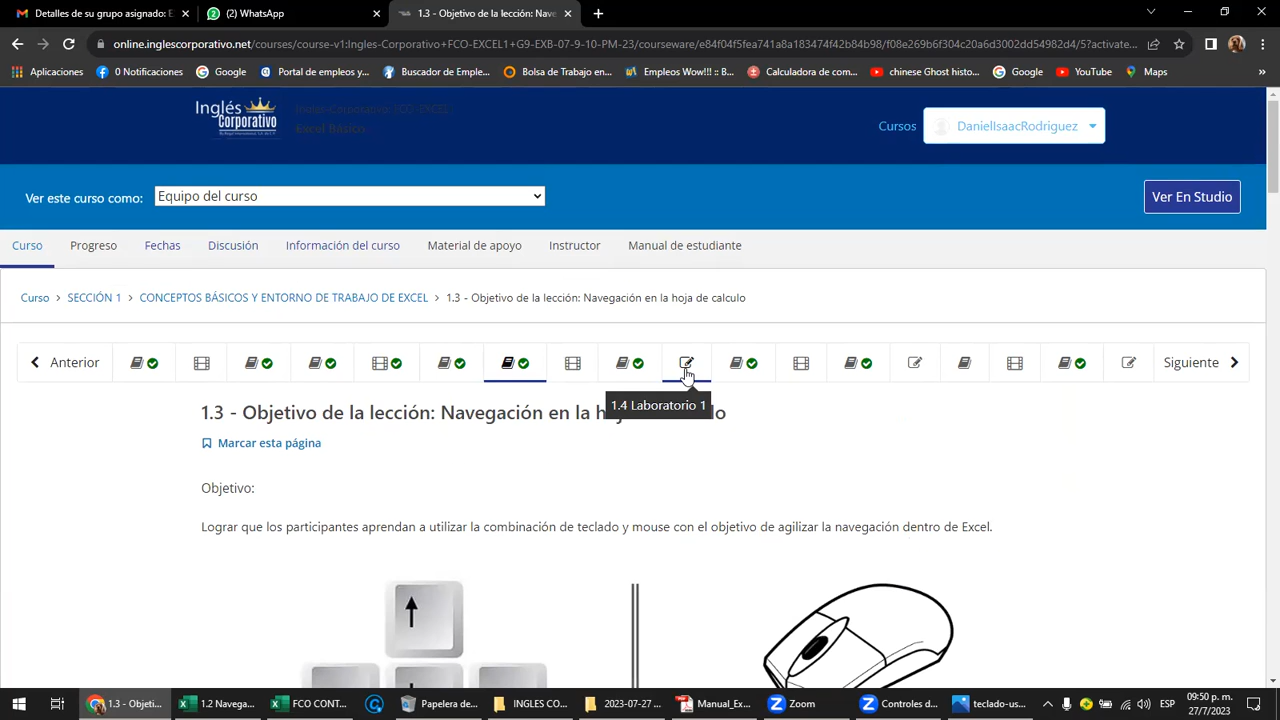 Detalles de su grupo asignado: E
(2) WhatsApp
1.3 - Objetivo de la lección: Nave
online.inglescorporativo.net/courses/course-v1:Ingles-Corporativo+FCO-EXCEL1+G9-EXB-07-9-10-PM-23/courseware/e84f04f5fea741a8a183474f42b84b98/f08e269b6f304c20a6d3002dd54982d4/5?activate...
Aplicaciones
0 Notificaciones
Google
Portal de empleos y...
Buscador de Emple...
Bolsa de Trabajo en...
Empleos Wow!!! :: B...
Calculadora de com...
chinese Ghost histo...
Google
YouTube
Maps
Inglés Corporativo
Ingles-Corporativo: FCO-EXCEL
Excel Básico
Cursos
DanielIsaacRodriguez
Ver este curso como:
Equipo del curso
Ver En Studio
Curso
Progreso
Fechas
Discusión
Información del curso
Material de apoyo
Instructor
Manual de estudiante
Curso > SECCIÓN 1 > CONCEPTOS BÁSICOS Y ENTORNO DE TRABAJO DE EXCEL > 1.3 - Objetivo de la lección: Navegación en la hoja de calculo
Anterior
Siguiente
1.4 Laboratorio 1
1.3 - Objetivo de la lección: Navegación en la ho lo
Marcar esta página
Objetivo:
Lograr que los participantes aprendan a utilizar la combinación de teclado y mouse con el objetivo de agilizar la navegación dentro de Excel.
1.3 - Objeti...
1.2 Navega...
FCO CONT...
Papelera de...
INGLES CO...
2023-07-27 ...
Manual_Ex...
Zoom
Controles d...
teclado-us...
ESP
09:50 p. m.
27/7/2023